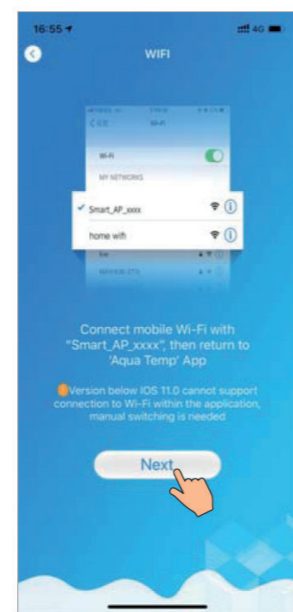 16:55
4G
WIFI
Wi-Fi
Wi-Fi
MY NETWORKS
Smart_AP_xxxx
home wifi
Connect mobile Wi-Fi with
"Smart_AP_xxxx", then return to
'Aqua Temp' App
Version below IOS 11.0 cannot support
connection to Wi-Fi within the application,
manual switching is needed
Next